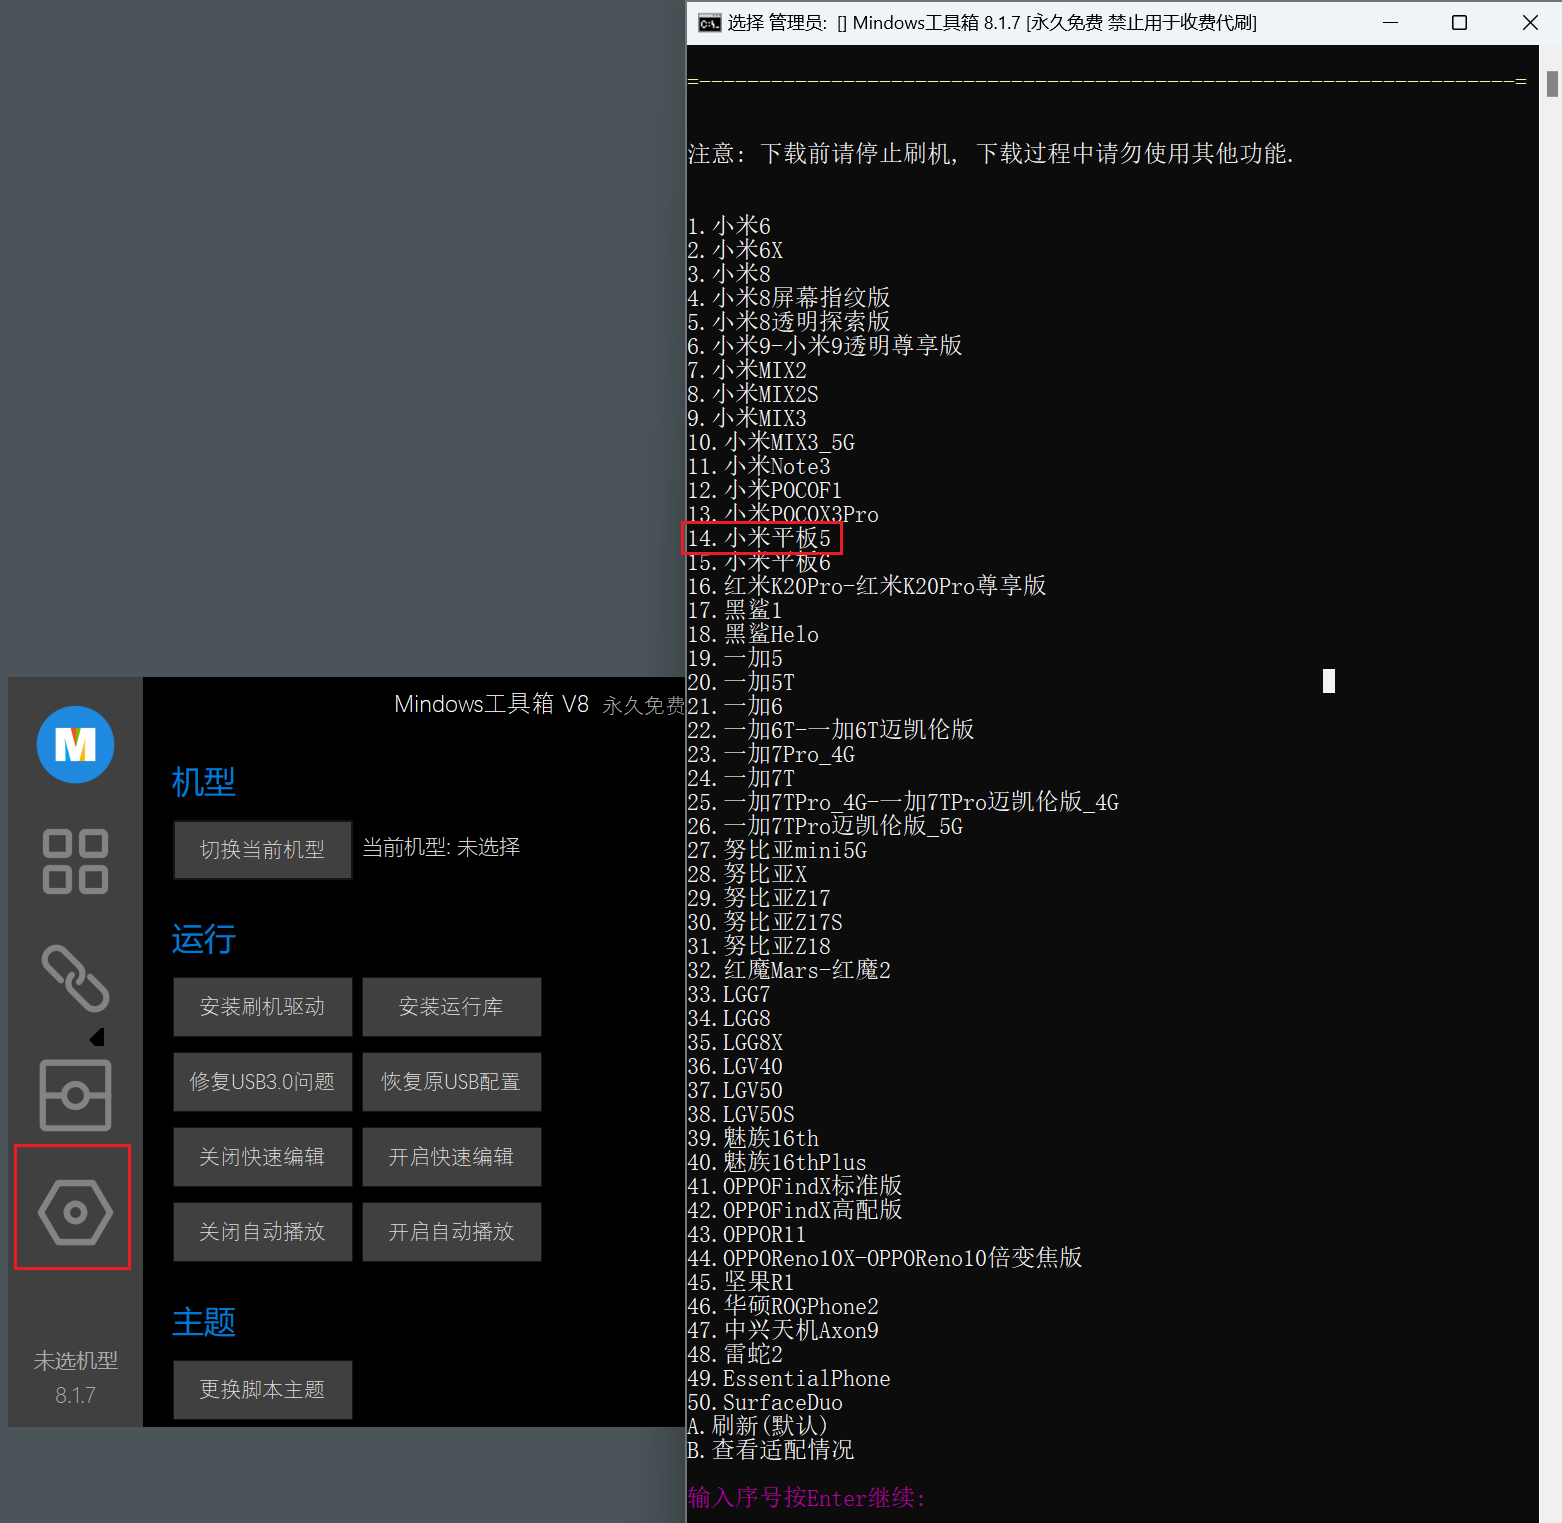 选择 管理员: [] Mindows工具箱 8.1.7 [永久免费 禁止用于收费代刷]
=--------------------------------------------------------------------=
注意: 下载前请停止刷机, 下载过程中请勿使用其他功能.
1.小米6
2.小米6X
3.小米8
4.小米8屏幕指纹版
5.小米8透明探索版
6.小米9-小米9透明尊享版
7.小米MIX2
8.小米MIX2S
9.小米MIX3
10.小米MIX3_5G
11.小米Note3
12.小米POCOF1
13.小米POCOX3Pro
14.小米平板5
15.小米平板6
16.红米K20Pro-红米K20Pro尊享版
17.黑鲨1
18.黑鲨Helo
19.一加5
20.一加5T
21.一加6
22.一加6T-一加6T迈凯伦版
23.一加7Pro_4G
24.一加7T
25.一加7TPro_4G-一加7TPro迈凯伦版_4G
26.一加7TPro迈凯伦版_5G
27.努比亚mini5G
28.努比亚X
29.努比亚Z17
30.努比亚Z17S
31.努比亚Z18
32.红魔Mars-红魔2
33.LGG7
34.LGG8
35.LGG8X
36.LGV40
37.LGV50
38.LGV50S
39.魅族16th
40.魅族16thPlus
41.OPPOFindX标准版
42.OPPOFindX高配版
43.OPPOR11
44.OPPOReno10X-OPPOReno10倍变焦版
45.坚果R1
46.华硕ROGPhone2
47.中兴天机Axon9
48.雷蛇2
49.EssentialPhone
50.SurfaceDuo
A.刷新(默认)
B.查看适配情况
输入序号按Enter继续:
Mindows工具箱 V8 永久免费
机型
切换当前机型 当前机型: 未选择
运行
安装刷机驱动 安装运行库
修复USB3.0问题 恢复原USB配置
关闭快速编辑 开启快速编辑
关闭自动播放 开启自动播放
主题
更换脚本主题
未选机型
8.1.7